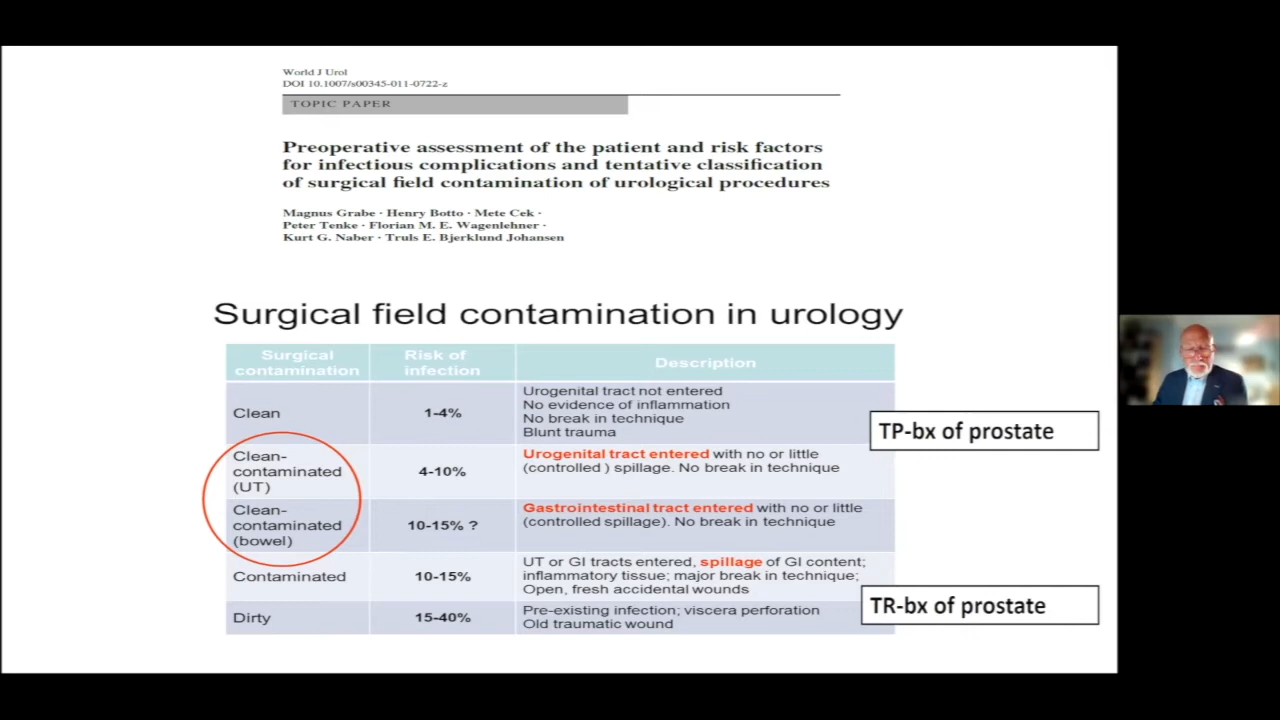 World J Urol
DOI 10.1007/s00345-011-0722-z
TOPIC PAPER
Preoperative assessment of the patient and risk factors
for infectious complications and tentative classification
of surgical field contamination of urological procedures
Magnus Grabe · Henry Botto · Mete Cek ·
Peter Tenke · Florian M. E. Wagenlehner ·
Kurt G. Naber · Truls E. Bjerklund Johansen
Surgical field contamination in urology
Surgical
contamination
Risk of
infection
Description
Clean
1-4%
Urogenital tract not entered
No evidence of inflammation
No break in technique
Blunt trauma
TP-bx of prostate
Clean-
contaminated
(UT)
4-10%
Urogenital tract entered with no or little
(controlled ) spillage. No break in technique
Clean-
contaminated
(bowel)
10-15% ?
Gastrointestinal tract entered with no or little
(controlled spillage). No break in technique
Contaminated
10-15%
UT or GI tracts entered, spillage of GI content;
inflammatory tissue; major break in technique;
Open, fresh accidental wounds
TR-bx of prostate
Dirty
15-40%
Pre-existing infection; viscera perforation
Old traumatic wound